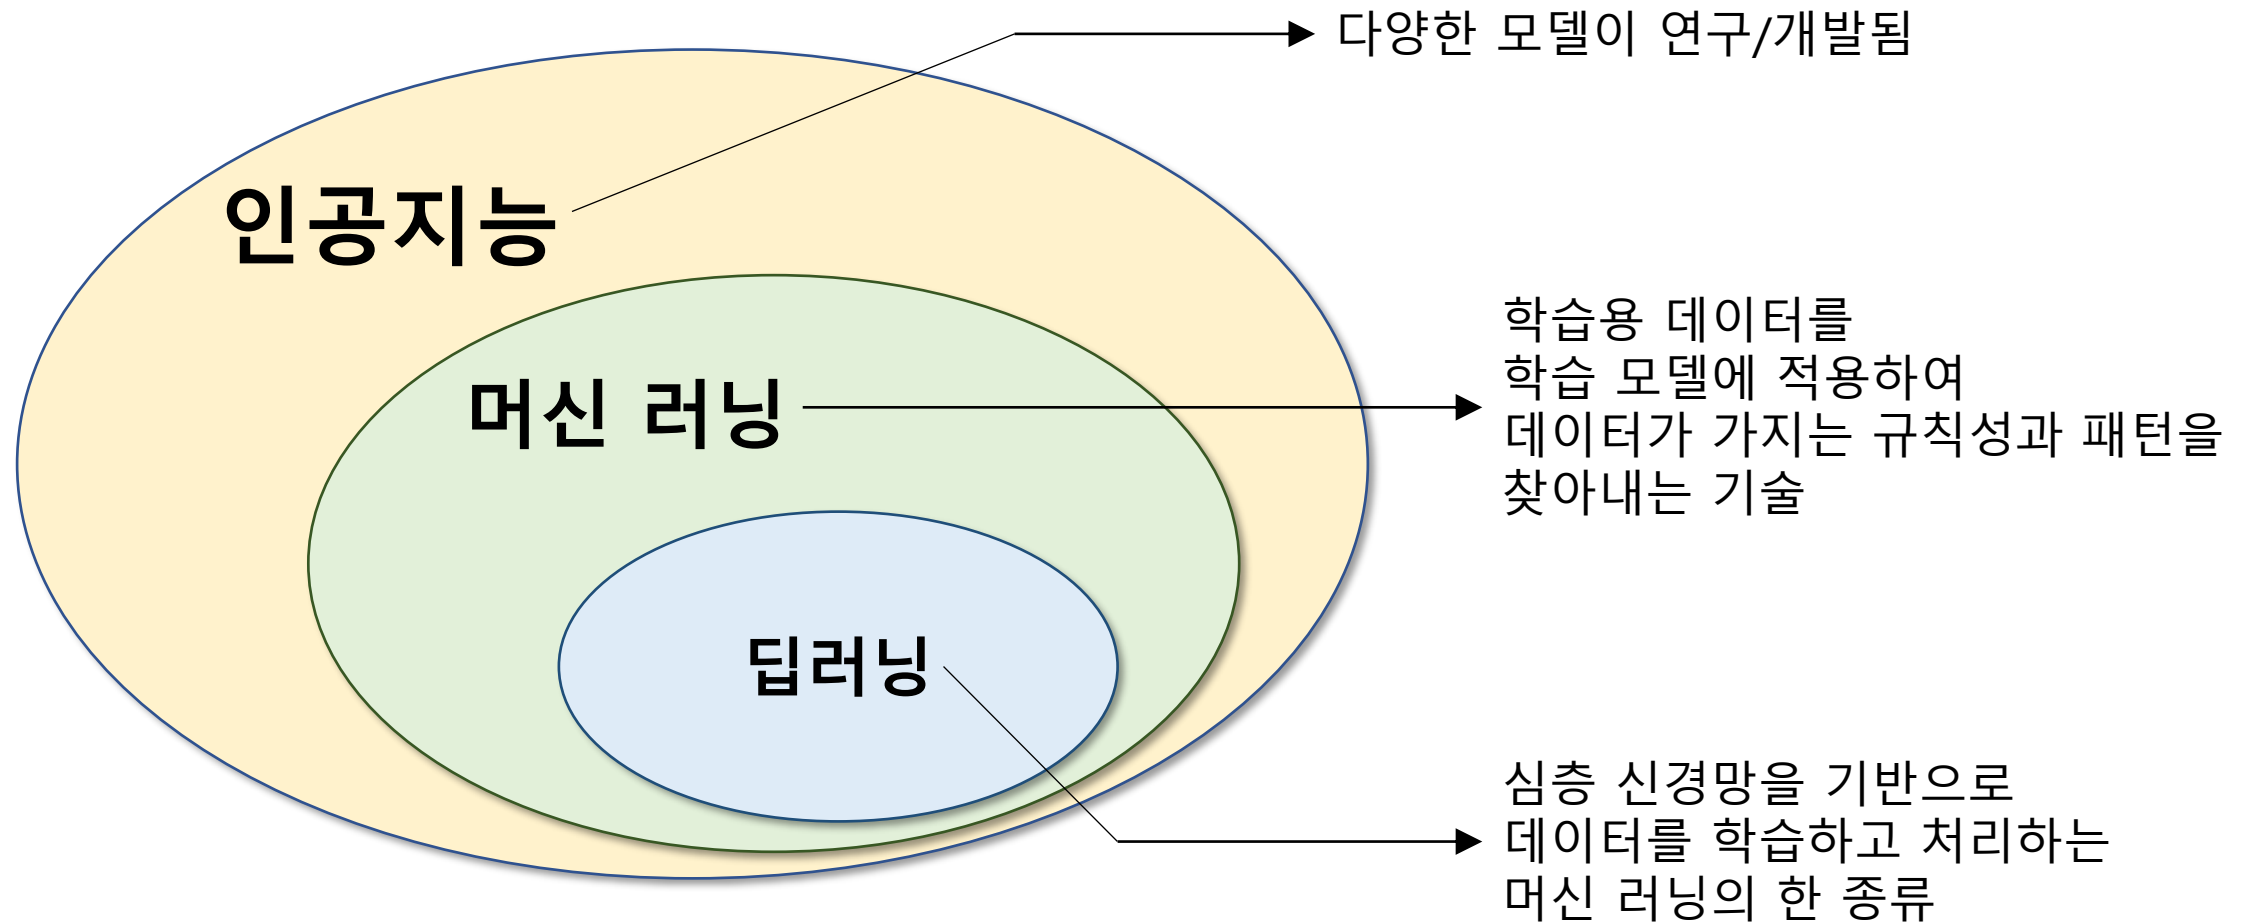 다양한 모델이 연구/개발됨
인공지능
학습용 데이터를
학습 모델에 적용하여
데이터가 가지는 규칙성과 패턴을
찾아내는 기술
머신 러닝
딥러닝
심층 신경망을 기반으로
데이터를 학습하고 처리하는
머신 러닝의 한 종류